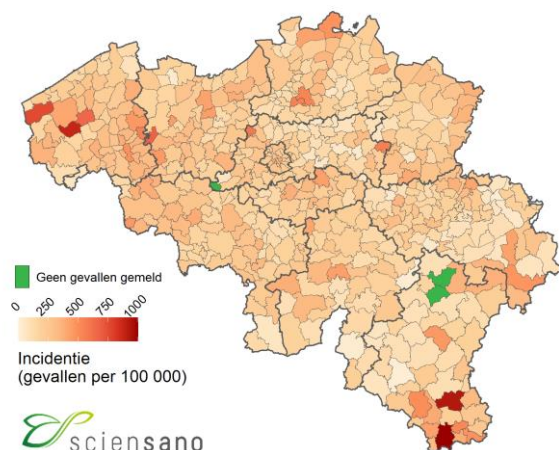 Geen gevallen gemeld
0 250 500 750 1000
Incidentie
(gevallen per 100 000)
sciensano